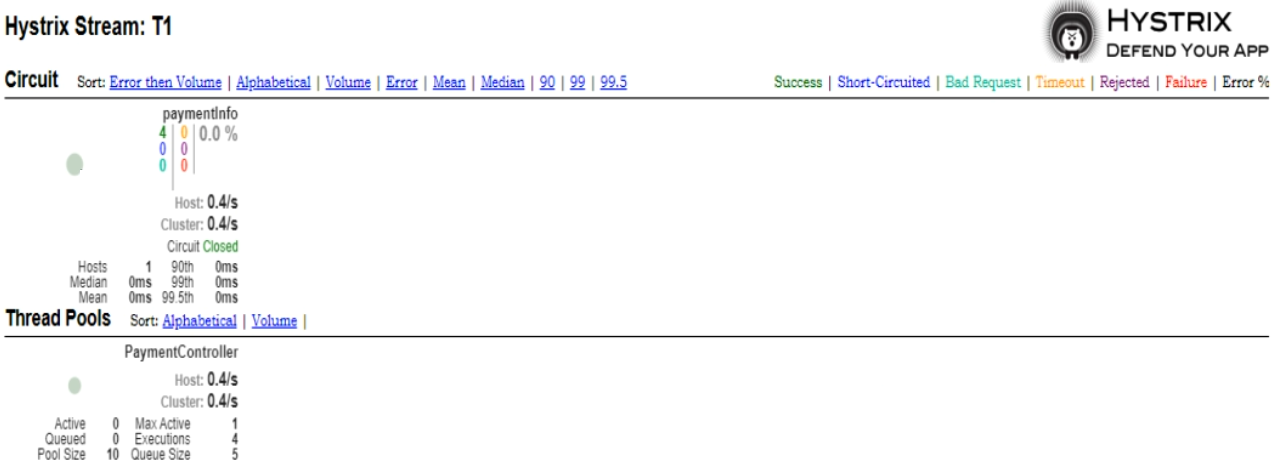 Hystrix Stream: T1
HYSTRIX
DEFEND YOUR APP
Circuit Sort: Error then Volume | Alphabetical | Volume | Error | Mean | Median | 90 | 99 | 99.5
Success | Short-Circuited | Bad Request | Timeout | Rejected | Failure | Error %
paymentInfo
4 | 0 | 0.0 %
0 | 0
0 | 0
Host: 0.4/s
Cluster: 0.4/s
Circuit Closed
Hosts 1 90th 0ms
Median 0ms 99th 0ms
Mean 0ms 99.5th 0ms
Thread Pools Sort: Alphabetical | Volume |
PaymentController
Host: 0.4/s
Cluster: 0.4/s
Active 0 Max Active 1
Queued 0 Executions 4
Pool Size 10 Queue Size 5